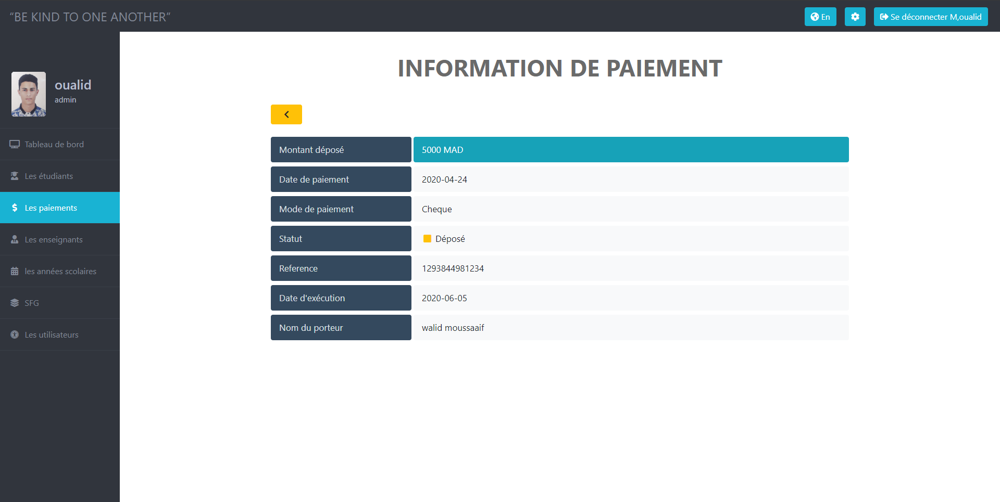 “BE KIND TO ONE ANOTHER”
En
Se déconnecter M,oualid
oualid
admin
Tableau de bord
Les étudiants
Les paiements
Les enseignants
les années scolaires
SFG
Les utilisateurs
INFORMATION DE PAIEMENT
Montant déposé 5000 MAD
Date de paiement 2020-04-24
Mode de paiement Cheque
Statut Déposé
Reference 1293844981234
Date d'exécution 2020-06-05
Nom du porteur walid moussaaif